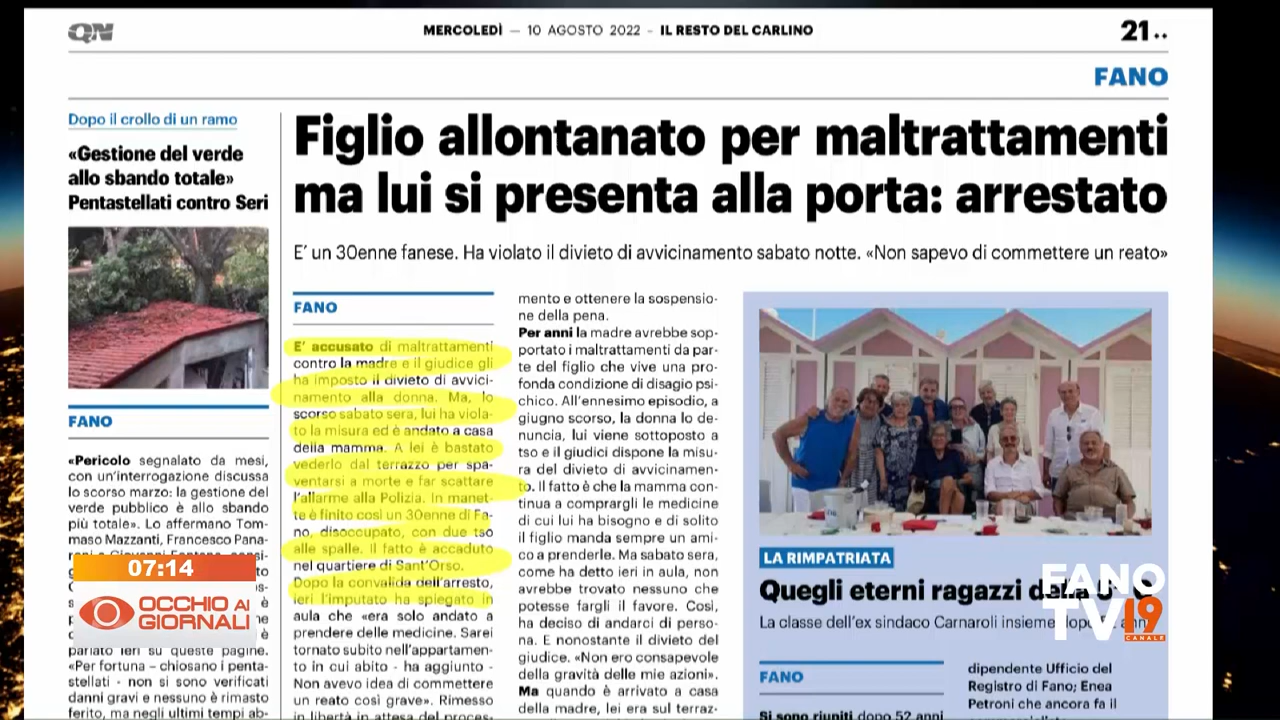 QN
MERCOLEDÌ — 10 AGOSTO 2022 – IL RESTO DEL CARLINO
21..
FANO
Dopo il crollo di un ramo
«Gestione del verde
allo sbando totale»
Pentastellati contro Seri
FANO
«Pericolo segnalato da mesi,
con un'interrogazione discussa
lo scorso marzo: la gestione del
verde pubblico è allo sbando
più totale». Lo affermano Tom-
maso Mazzanti, Francesco Pana-
parlato ieri su queste pagine.
«Per fortuna – chiosano i penta-
stellati - non si sono verificati
danni gravi e nessuno è rimasto
ferito, ma negli ultimi tempi ab-
Figlio allontanato per maltrattamenti
ma lui si presenta alla porta: arrestato
E' un 30enne fanese. Ha violato il divieto di avvicinamento sabato notte. «Non sapevo di commettere un reato»
FANO
E' accusato di maltrattamenti
contro la madre e il giudice gli
ha imposto il divieto di avvici-
namento alla donna. Ma, lo
scorso sabato sera, lui ha viola-
to la misura ed è andato a casa
della mamma. A lei è bastato
vederlo dal terrazzo per spa-
ventarsi a morte e far scattare
l'allarme alla Polizia. In manet-
te è finito così un 30enne di Fa-
no, disoccupato, con due tso
alle spalle. Il fatto è accaduto
nel quartiere di Sant'Orso.
Dopo la convalida dell'arresto,
ieri l'imputato ha spiegato in
aula che «era solo andato a
prendere delle medicine. Sarei
tornato subito nell'appartamen-
to in cui abito - ha aggiunto -
Non avevo idea di commettere
un reato così grave». Rimesso
in libertà in attesa del proces-
mento e ottenere la sospensio-
ne della pena.
Per anni la madre avrebbe sop-
portato i maltrattamenti da par-
te del figlio che vive una pro-
fonda condizione di disagio psi-
chico. All'ennesimo episodio, a
giugno scorso, la donna lo de-
nuncia, lui viene sottoposto a
tso e il giudici dispone la misu-
ra del divieto di avvicinamen-
to. Il fatto è che la mamma con-
tinua a comprargli le medicine
di cui lui ha bisogno e di solito
il figlio manda sempre un ami-
co a prenderle. Ma sabato sera,
come ha detto ieri in aula, non
avrebbe trovato nessuno che
potesse fargli il favore. Così,
ha deciso di andarci di perso-
na. E nonostante il divieto del
giudice. «Non ero consapevole
della gravità delle mie azioni».
Ma quando è arrivato a casa
della madre, lei era sul terraz-
LA RIMPATRIATA
Quegli eterni ragazzi della
La classe dell'ex sindaco Carnaroli insieme dopo
FANO
Si sono riuniti dopo 52 anni
dipendente Ufficio del
Registro di Fano; Enea
Petroni che ancora fa il
07:14
OCCHIO AI
GIORNALI
FANO
TV 19
CANALE